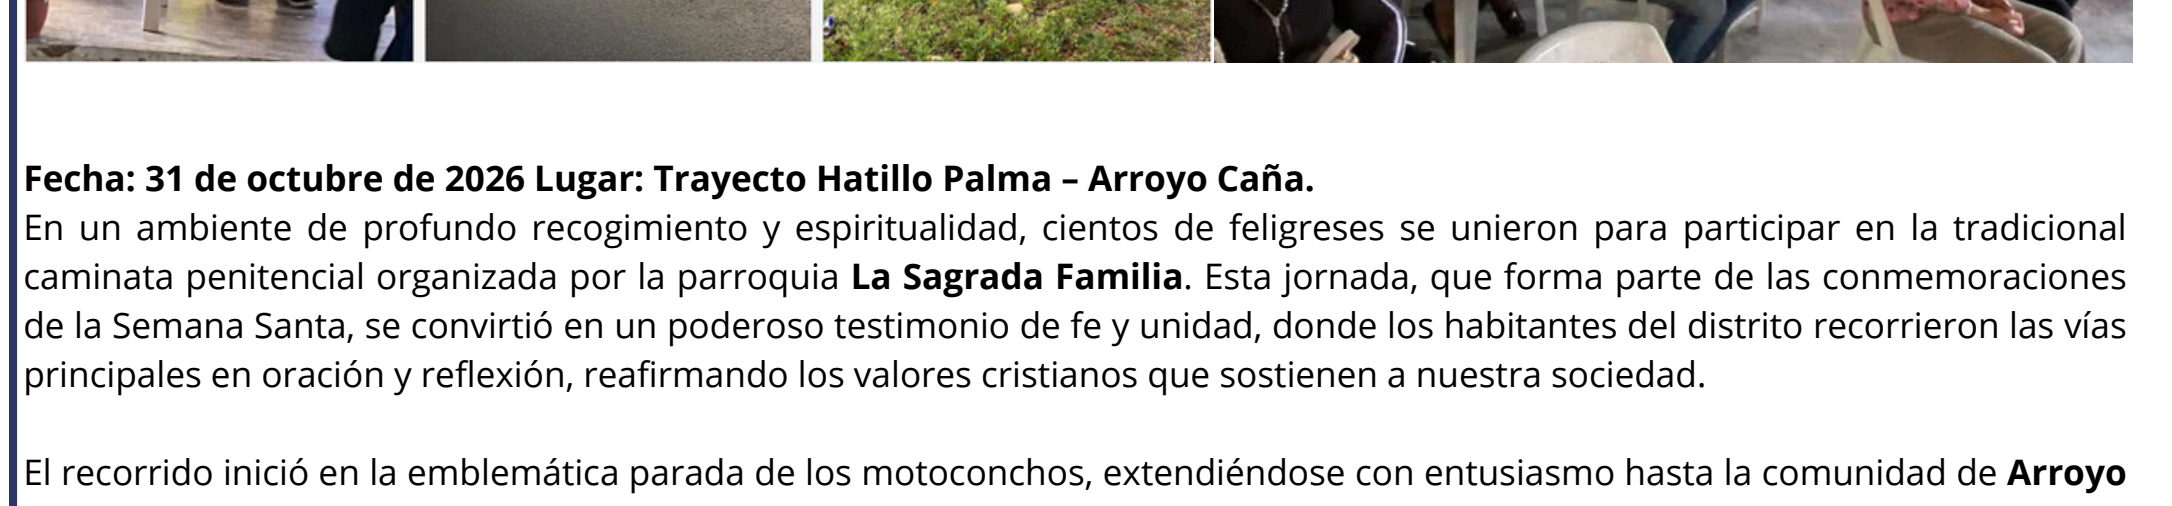 Fecha: 31 de octubre de 2026 Lugar: Trayecto Hatillo Palma – Arroyo Caña.
En un ambiente de profundo recogimiento y espiritualidad, cientos de feligreses se unieron para participar en la tradicional
caminata penitencial organizada por la parroquia La Sagrada Familia. Esta jornada, que forma parte de las conmemoraciones
de la Semana Santa, se convirtió en un poderoso testimonio de fe y unidad, donde los habitantes del distrito recorrieron las vías
principales en oración y reflexión, reafirmando los valores cristianos que sostienen a nuestra sociedad.
El recorrido inició en la emblemática parada de los motoconchos, extendiéndose con entusiasmo hasta la comunidad de Arroyo